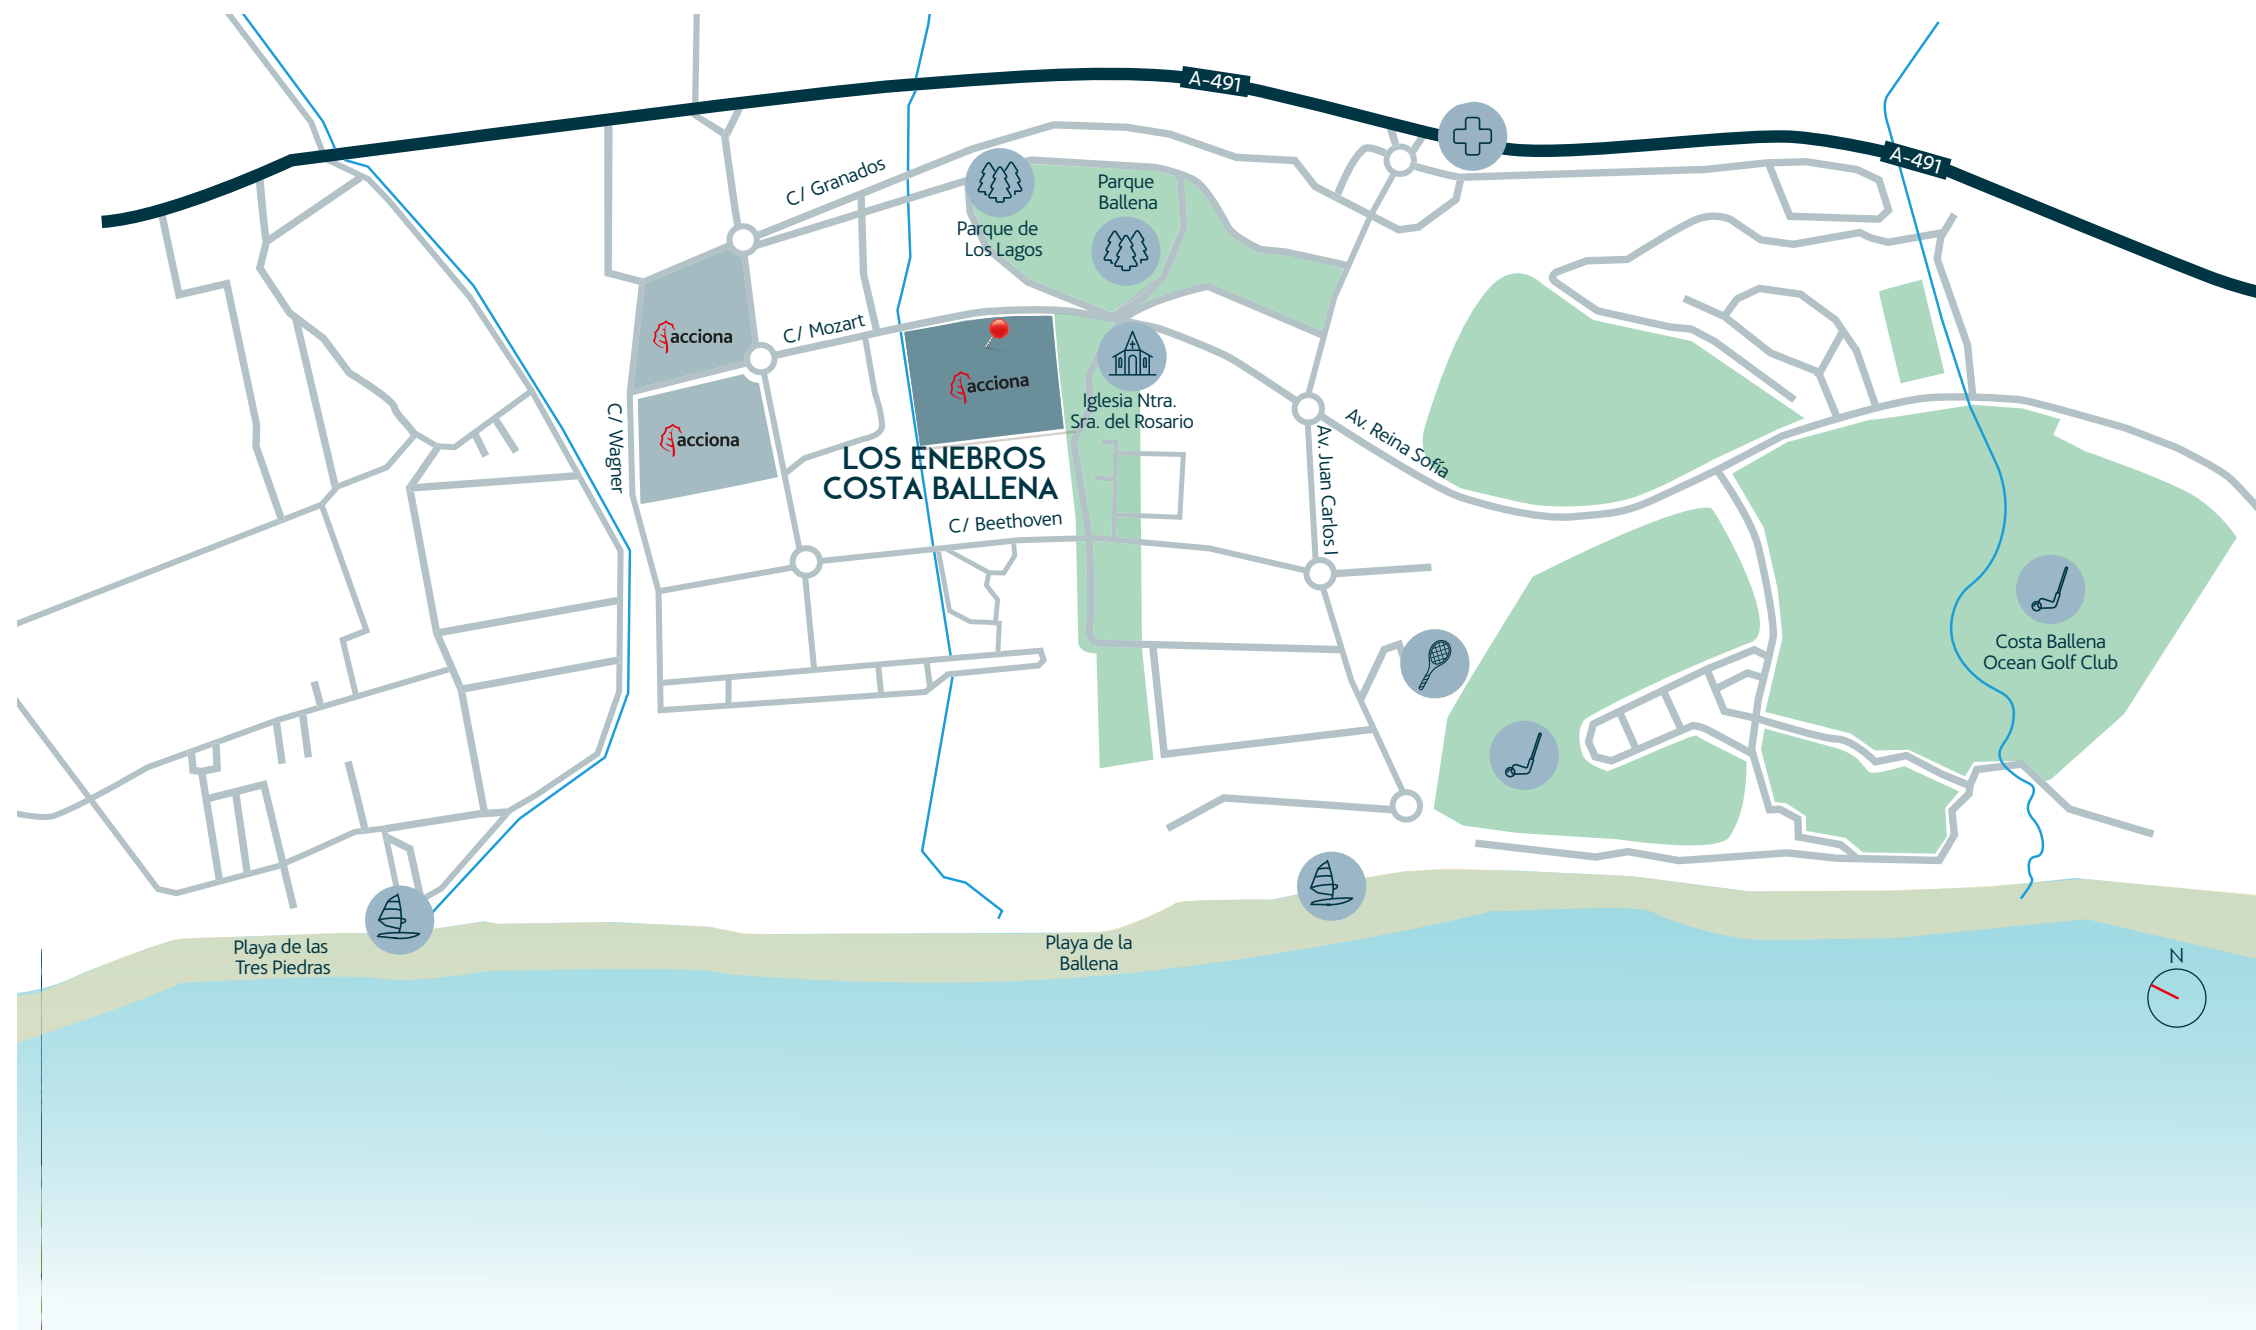 A-491
A-491
C/ Granados
Parque
Ballena
Parque de
Los Lagos
acciona
C/ Mozart
acciona
Iglesia Ntra.
Sra. del Rosario
C/ Wagner
acciona
Av. Reina Sofía
Av. Juan Carlos I
LOS ENEBROS
COSTA BALLENA
C/ Beethoven
Costa Ballena
Ocean Golf Club
Playa de las
Tres Piedras
Playa de la
Ballena
N